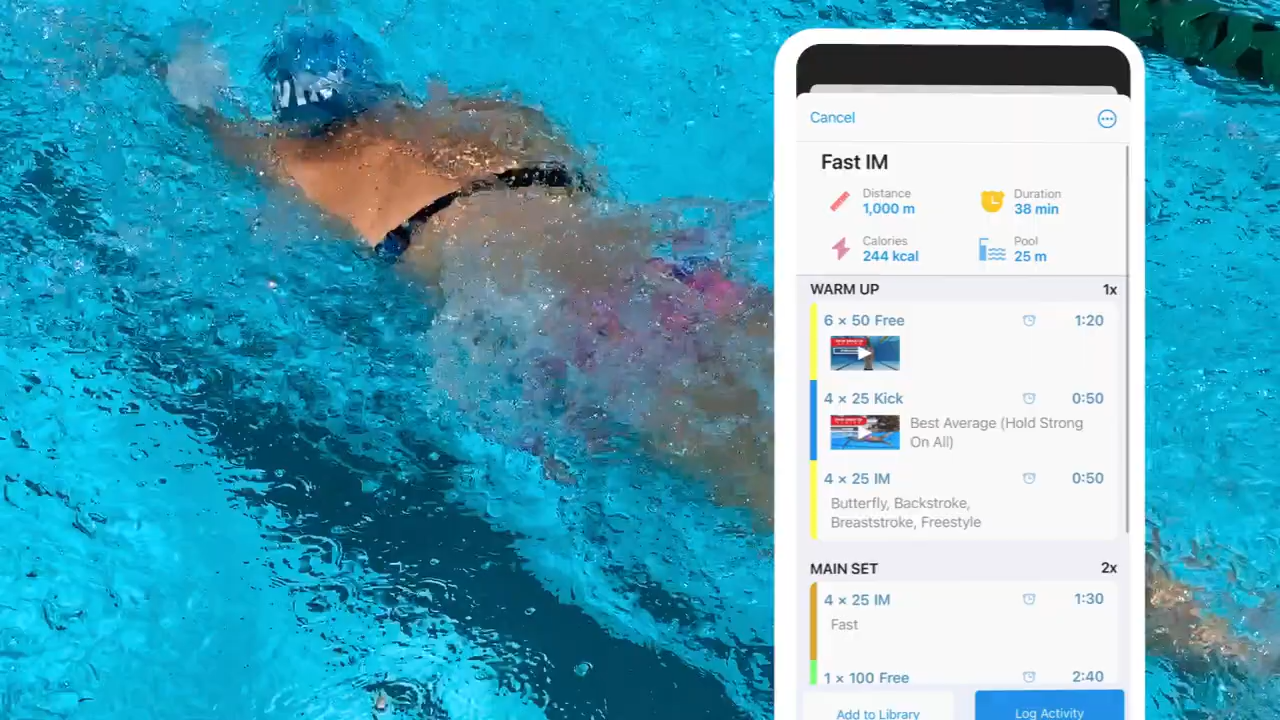 Cancel
Fast IM
Distance
1,000 m
Duration
38 min
Calories
244 kcal
Pool
25 m
WARM UP 1x
6 × 50 Free 1:20
4 × 25 Kick 0:50
Best Average (Hold Strong
On All)
4 × 25 IM 0:50
Butterfly, Backstroke,
Breaststroke, Freestyle
MAIN SET 2x
4 × 25 IM 1:30
Fast
1 × 100 Free 2:40
Add to Library
Log Activity